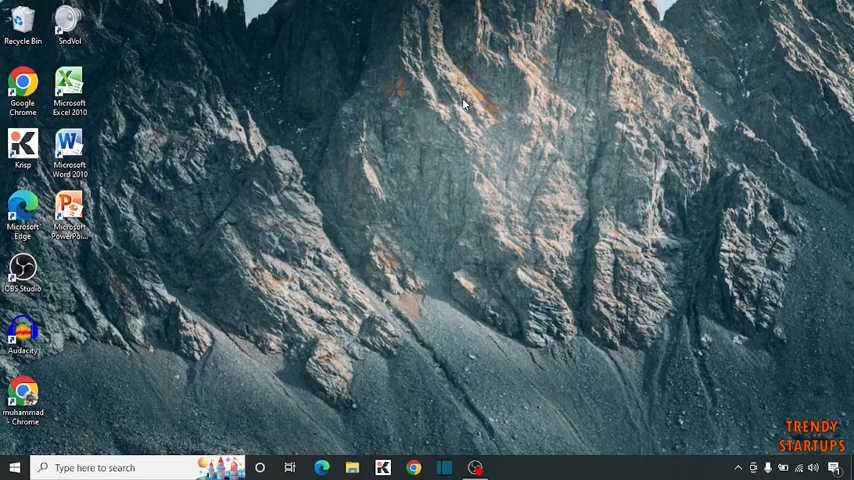 Recycle Bin
SndVol
Google
Chrome
Microsoft
Excel 2010
Krisp
Microsoft
Word 2010
Microsoft
Edge
Microsoft
PowerPoi...
OBS Studio
Audacity
muhammad
- Chrome
TRENDY
STARTUPS
Type here to search